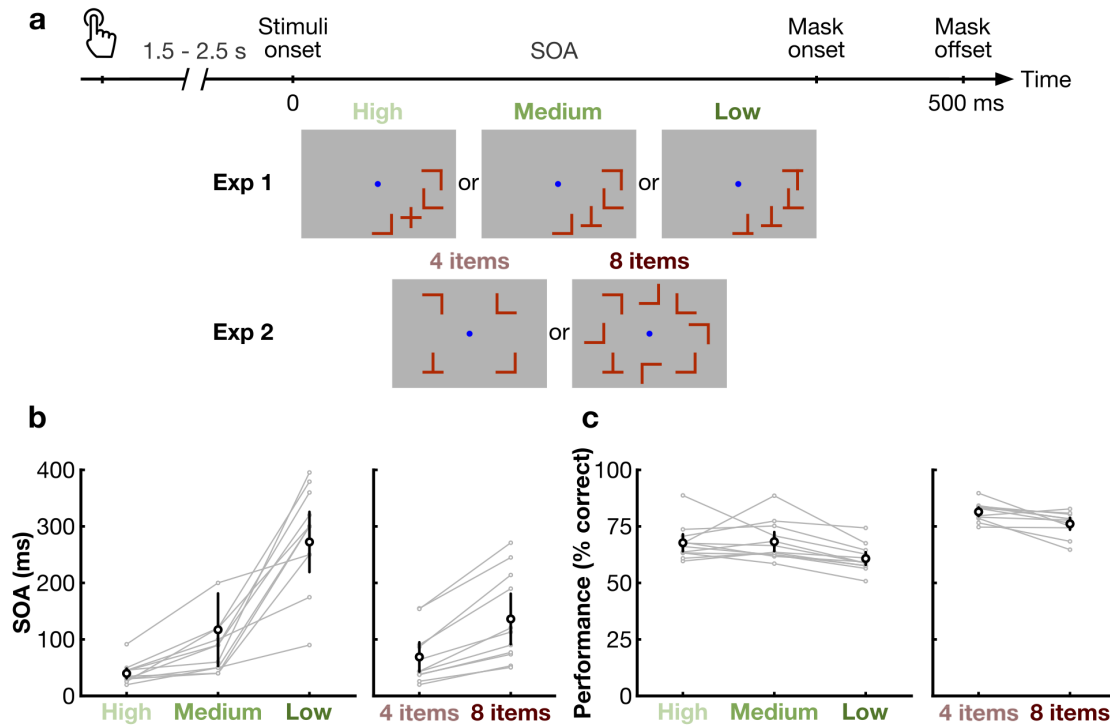 a
1.5 - 2.5 s
Stimuli
onset
SOA
Mask
onset
Mask
offset
Time
0
500 ms
High
Medium
Low
Exp 1
or
or
4 items
8 items
Exp 2
or
b
c
SOA (ms)
400
300
200
100
0
High
Medium
Low
4 items
8 items
Performance (% correct)
100
75
50
25
0
High
Medium
Low
4 items
8 items